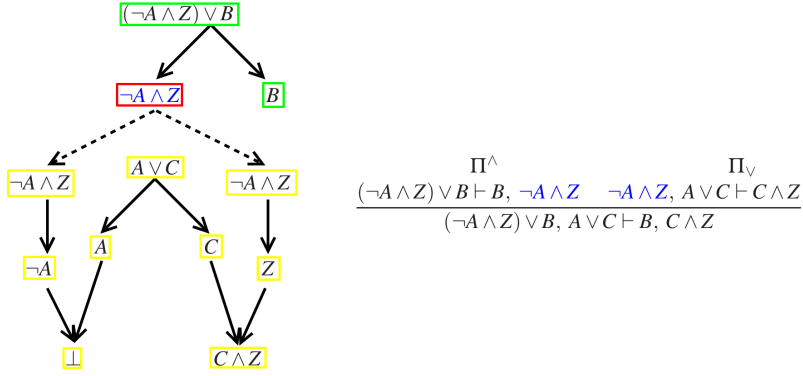 (¬A ∧ Z) ∨ B
¬A ∧ Z B
¬A ∧ Z A ∨ C ¬A ∧ Z
¬A A C Z
⊥ C ∧ Z
Π^∧ Π_∨
(¬A ∧ Z) ∨ B ⊢ B, ¬A ∧ Z ¬A ∧ Z, A ∨ C ⊢ C ∧ Z
(¬A ∧ Z) ∨ B, A ∨ C ⊢ B, C ∧ Z